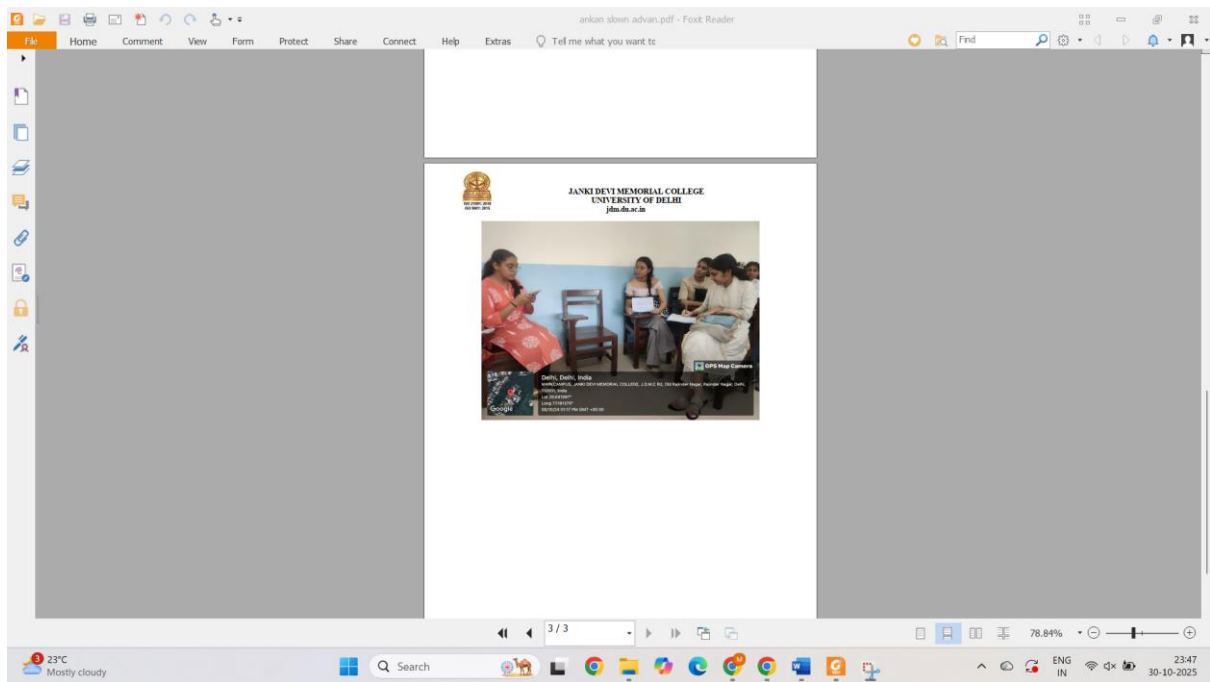 ankan slown advan.pdf - Foxit Reader
File Home Comment View Form Protect Share Connect Help Extras Tell me what you want tc Find
JANKI DEVI MEMORIAL COLLEGE
UNIVERSITY OF DELHI
jdm.du.ac.in
GPS Map Camera
Delhi, Delhi, India
Google
3 / 3
78.84%
3
23°C
Mostly cloudy
Search
ENG
IN
23:47
30-10-2025